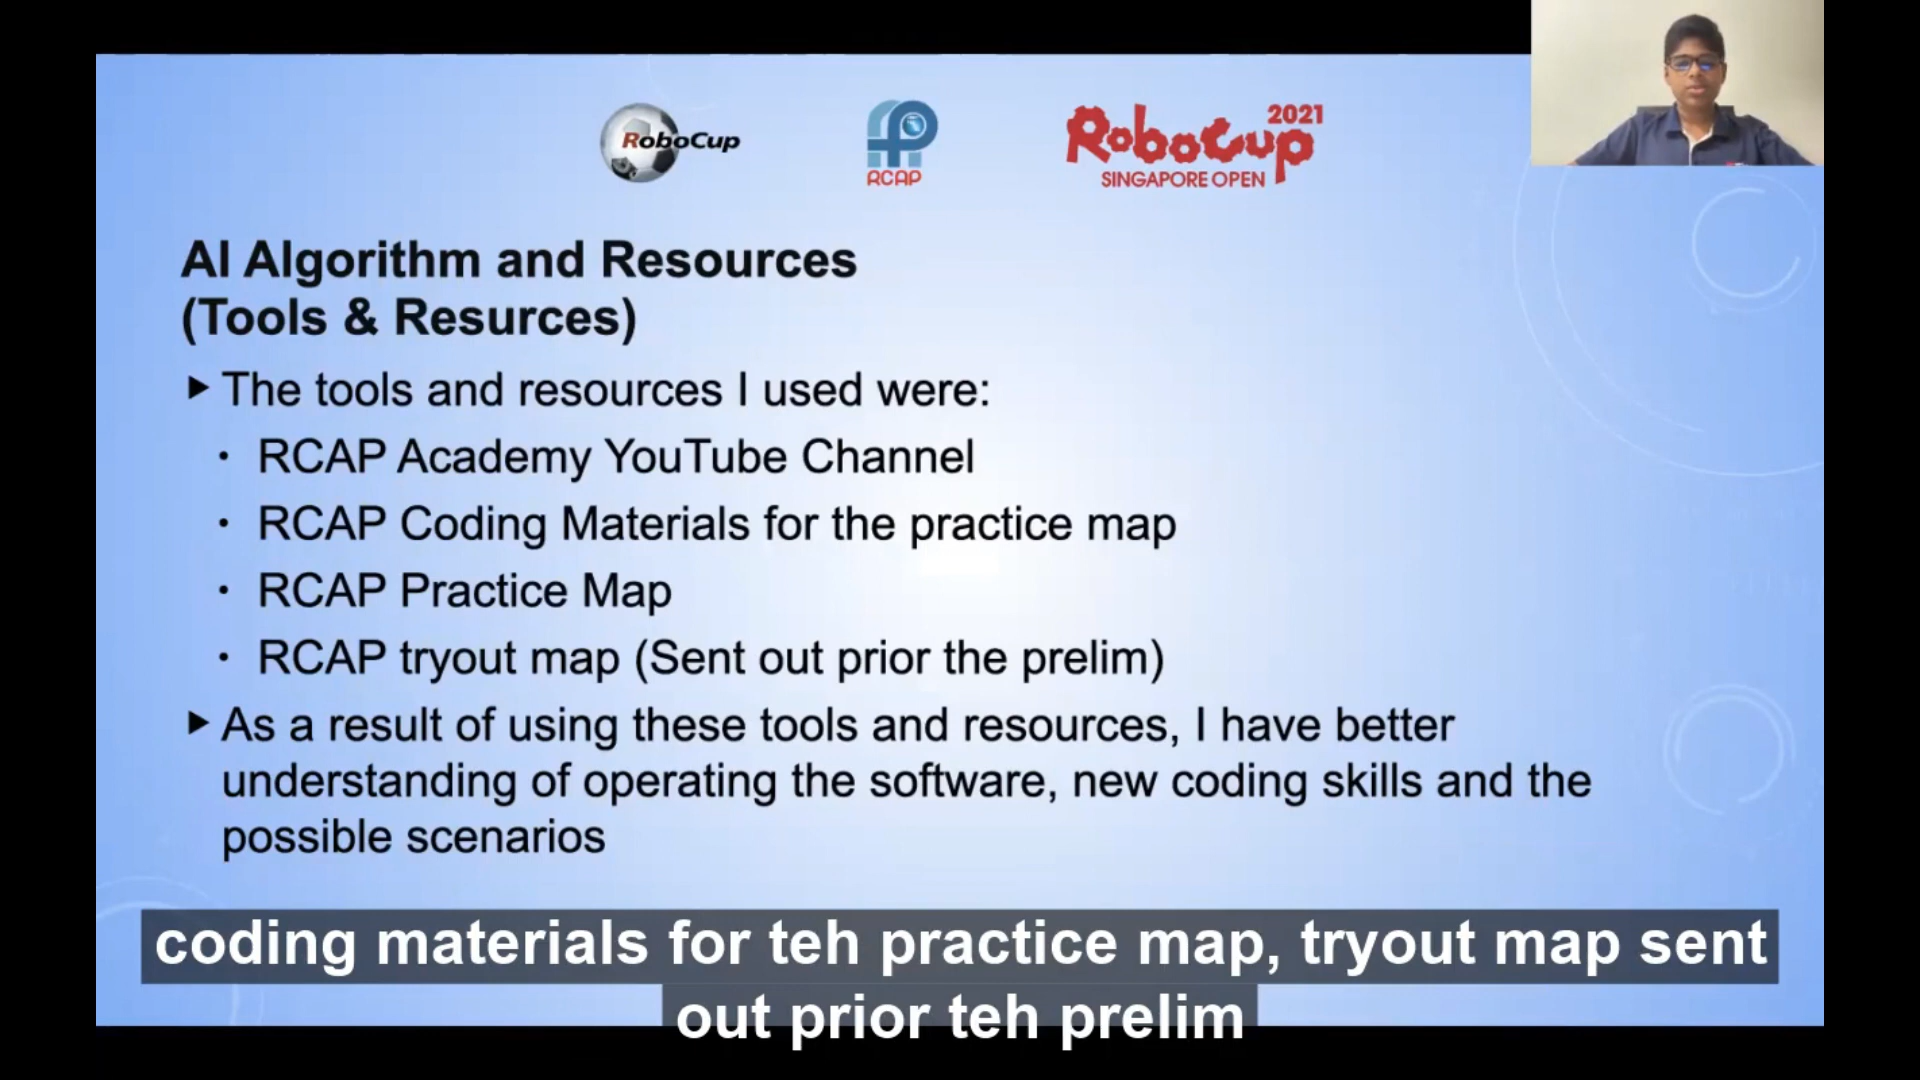 RoboCup
RCAP
RoboCup 2021
SINGAPORE OPEN
AI Algorithm and Resources
(Tools & Resurces)
The tools and resources I used were:
RCAP Academy YouTube Channel
RCAP Coding Materials for the practice map
RCAP Practice Map
RCAP tryout map (Sent out prior the prelim)
As a result of using these tools and resources, I have better
understanding of operating the software, new coding skills and the
possible scenarios
coding materials for teh practice map, tryout map sent
out prior teh prelim